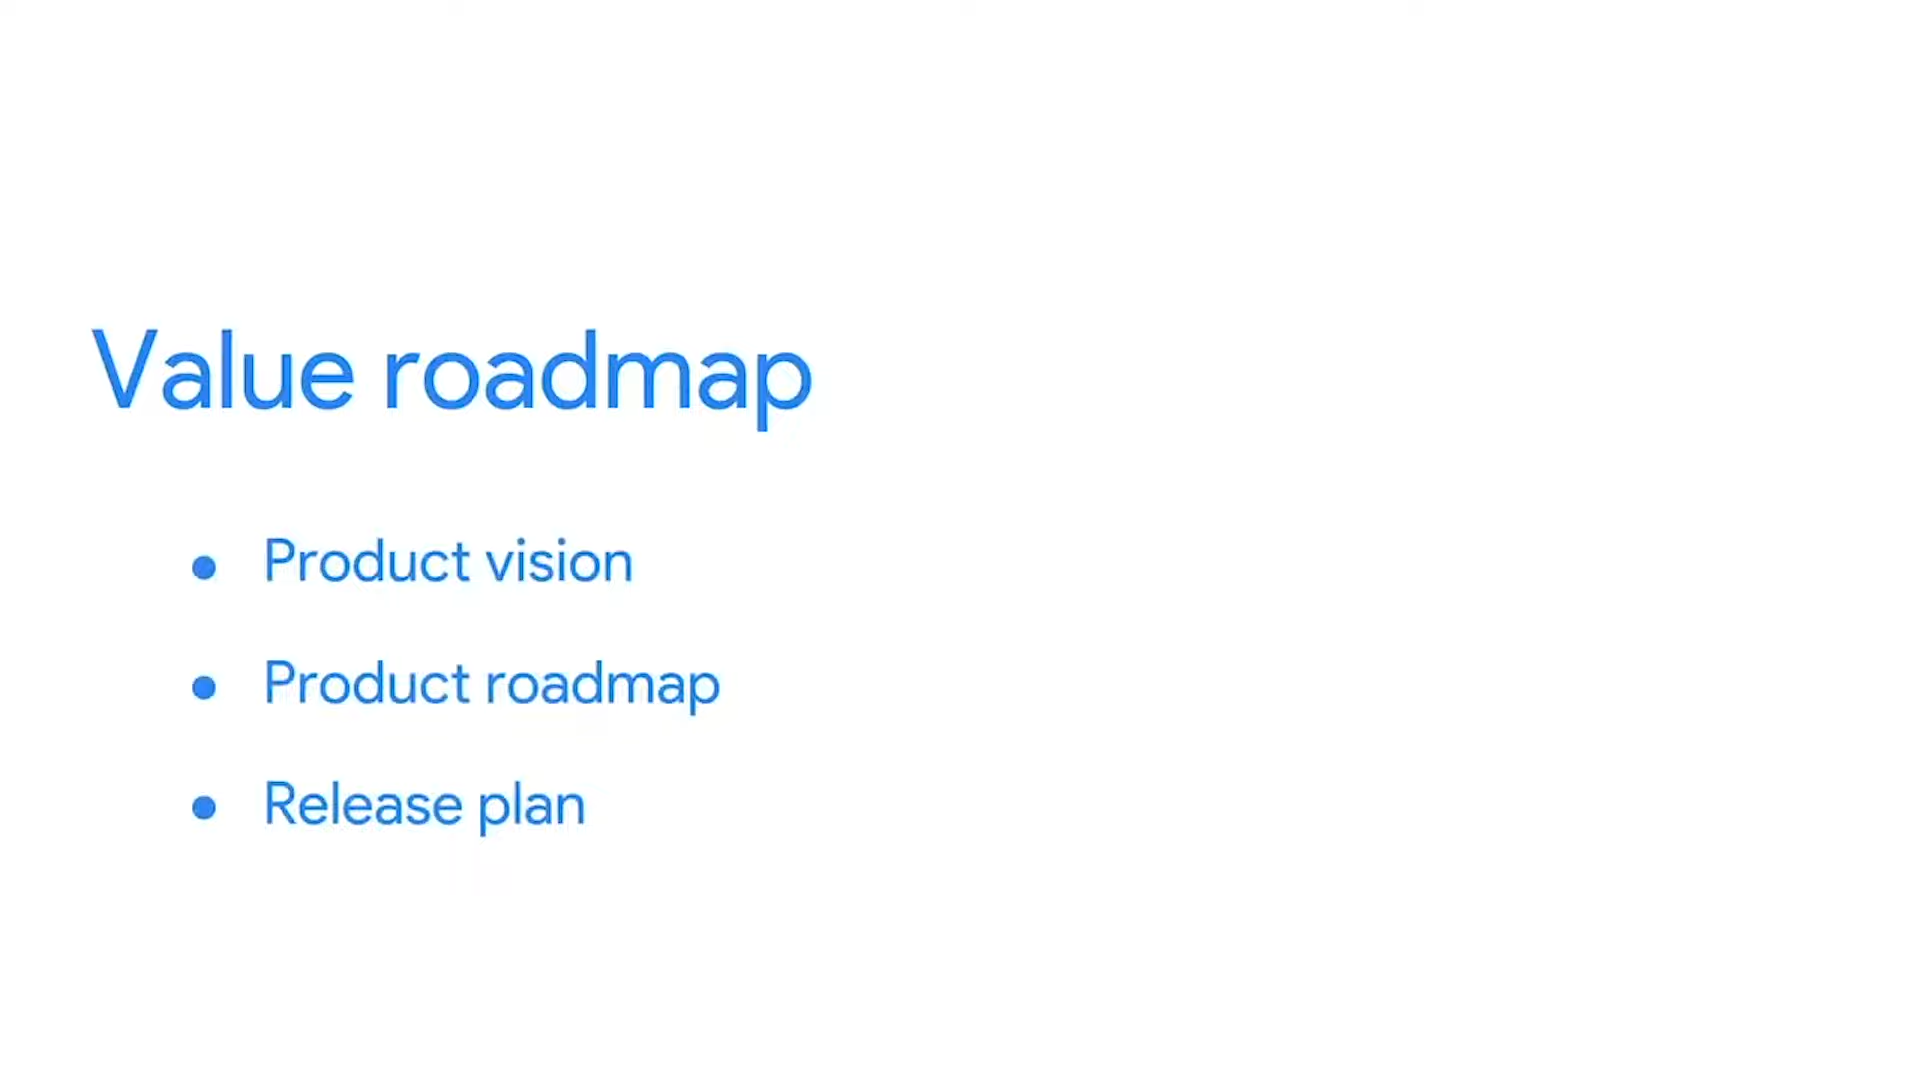 Value roadmap
● Product vision
● Product roadmap
● Release plan